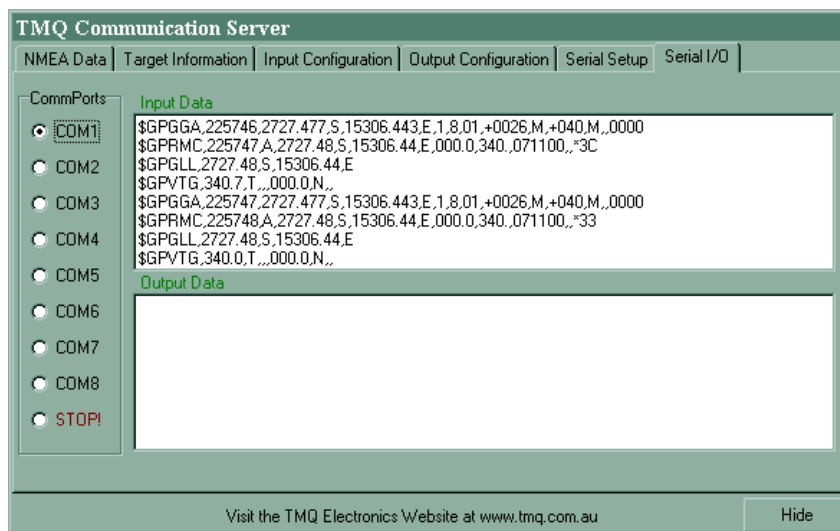 TMQ Communication Server
NMEA Data Target Information Input Configuration Output Configuration Serial Setup Serial I/O
CommPorts
COM1
COM2
COM3
COM4
COM5
COM6
COM7
COM8
STOP!
Input Data
$GPGGA,225746,2727.477,S,15306.443,E,1,8,01,+0026,M,+040,M,,0000
$GPRMC,225747,A,2727.48,S,15306.44,E,000.0,340.,071100,,*3C
$GPGLL,2727.48,S,15306.44,E
$GPVTG,340.7,T,,,000.0,N,,
$GPGGA,225747,2727.477,S,15306.443,E,1,8,01,+0026,M,+040,M,,0000
$GPRMC,225748,A,2727.48,S,15306.44,E,000.0,340.,071100,,*33
$GPGLL,2727.48,S,15306.44,E
$GPVTG,340.0,T,,,000.0,N,,
Output Data
Visit the TMQ Electronics Website at www.tmq.com.au
Hide